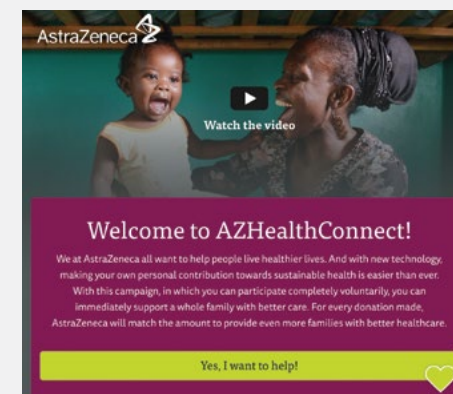 AstraZeneca
Watch the video
Welcome to AZHealthConnect!
We at AstraZeneca all want to help people live healthier lives. And with new technology,
making your own personal contribution towards sustainable health is easier than ever.
With this campaign, in which you can participate completely voluntarily, you can
immediately support a whole family with better care. For every donation made,
AstraZeneca will match the amount to provide even more families with better healthcare.
Yes, I want to help!